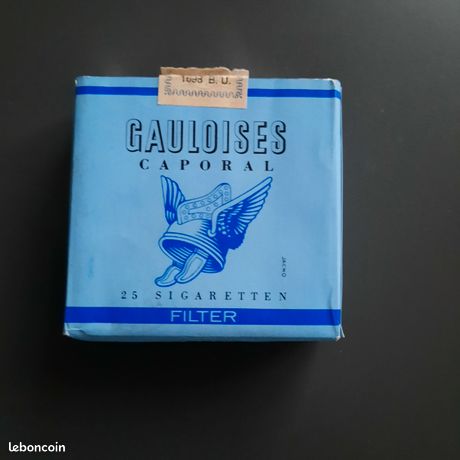 1698 B. U.
GAULOISES
CAPORAL
JACNO
25 SIGARETTEN
FILTER
leboncoin